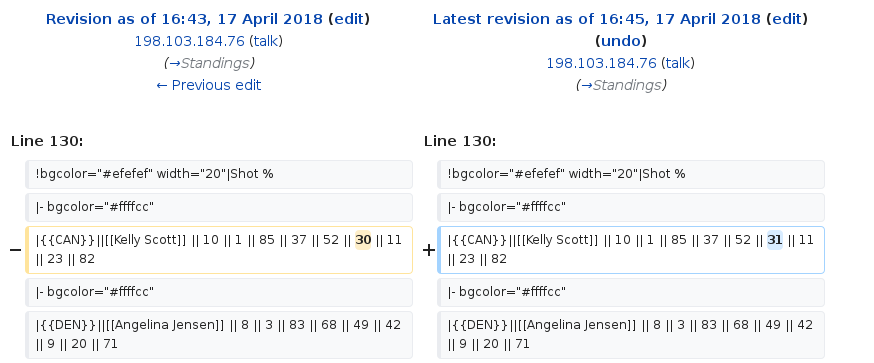 Revision as of 16:43, 17 April 2018 (edit)
198.103.184.76 (talk)
(→Standings)
← Previous edit
Latest revision as of 16:45, 17 April 2018 (edit)
(undo)
198.103.184.76 (talk)
(→Standings)
Line 130:
Line 130:
!bgcolor="#efefef" width="20"|Shot %
!bgcolor="#efefef" width="20"|Shot %
|- bgcolor="#ffffcc"
|- bgcolor="#ffffcc"
− |{{CAN}}||[[Kelly Scott]] || 10 || 1 || 85 || 37 || 52 || 30 || 11
|| 23 || 82
+ |{{CAN}}||[[Kelly Scott]] || 10 || 1 || 85 || 37 || 52 || 31 || 11
|| 23 || 82
|- bgcolor="#ffffcc"
|- bgcolor="#ffffcc"
|{{DEN}}||[[Angelina Jensen]] || 8 || 3 || 83 || 68 || 49 || 42
|| 9 || 20 || 71
|{{DEN}}||[[Angelina Jensen]] || 8 || 3 || 83 || 68 || 49 || 42
|| 9 || 20 || 71